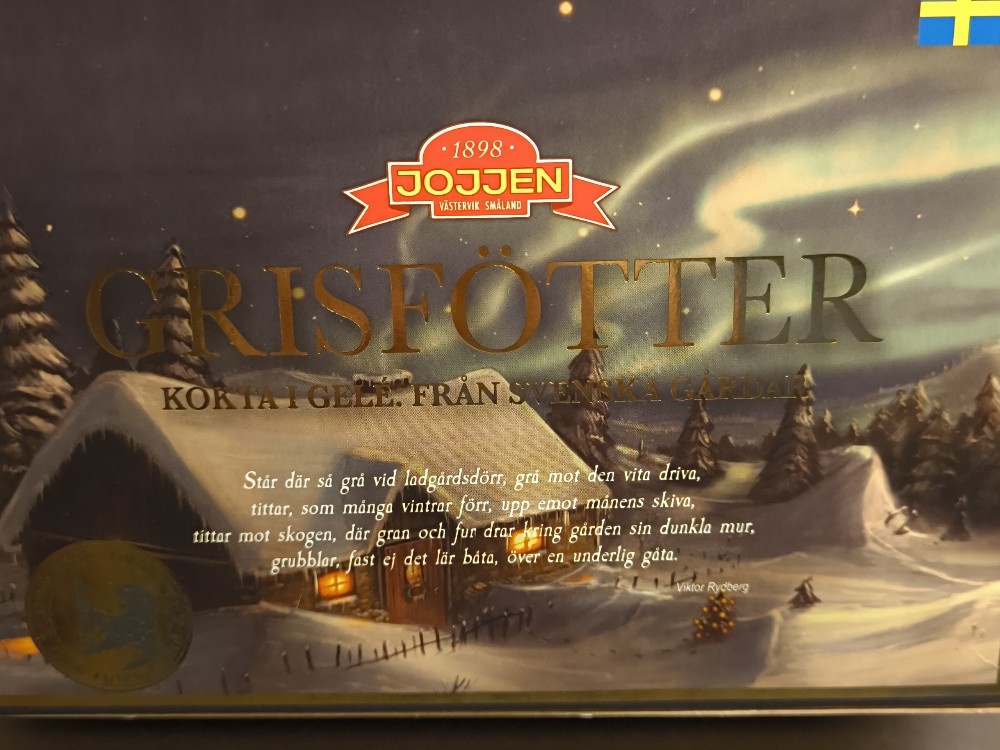 · 1898 ·
JOJJEN
VÄSTERVIK SMÅLAND
GRISFÖTTER
KOKTA I GELÉ. FRÅN SVENSKA GÅRDAR.
Står där så grå vid ladgårdsdörr, grå mot den vita driva,
tittar, som många vintrar förr, upp emot månens skiva,
tittar mot skogen, där gran och fur drar kring gården sin dunkla mur,
grubblar, fast ej det lär båta, över en underlig gåta.
Viktor Rydberg